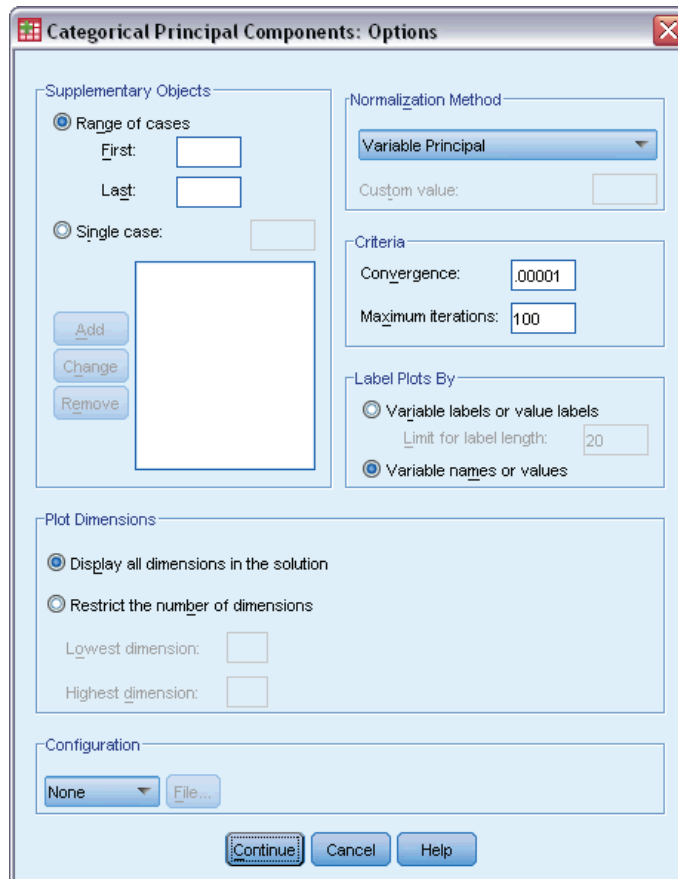 Categorical Principal Components: Options
Supplementary Objects
Range of cases
First:
Last:
Single case:
Add
Change
Remove
Normalization Method
Variable Principal
Custom value:
Criteria
Convergence:
.00001
Maximum iterations:
100
Label Plots By
Variable labels or value labels
Limit for label length:
20
Variable names or values
Plot Dimensions
Display all dimensions in the solution
Restrict the number of dimensions
Lowest dimension:
Highest dimension:
Configuration
None
File...
Continue
Cancel
Help